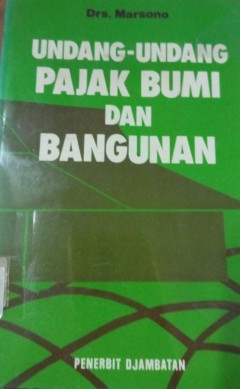 Drs. Marsono
UNDANG-UNDANG
PAJAK BUMI
DAN
BANGUNAN
PENERBIT DJAMBATAN